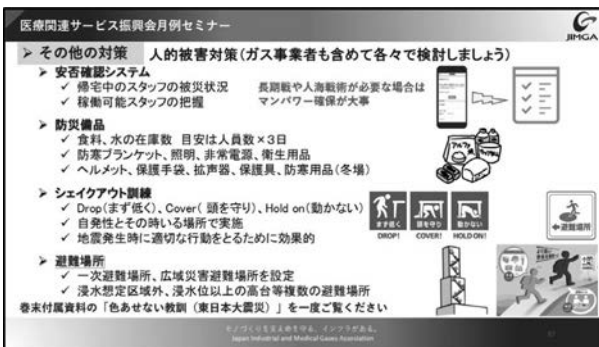 医療関連サービス振興会月例セミナー
JIMGA
➢ その他の対策 人的被害対策(ガス事業者も含めて各々で検討しましょう)
➢ 安否確認システム
✓ 帰宅中のスタッフの被災状況
✓ 稼働可能スタッフの把握
長期戦や人海戦術が必要な場合は
マンパワー確保が大事
➢ 防災備品
✓ 食料、水の在庫数 目安は人員数×3日
✓ 防寒ブランケット、照明、非常電源、衛生用品
✓ ヘルメット、保護手袋、拡声器、保護具、防寒用品(冬場)
➢ シェイクアウト訓練
✓ Drop(まず低く)、Cover( 頭を守り)、Hold on(動かない)
✓ 自発性とその時いる場所で実施
✓ 地震発生時に適切な行動をとるために効果的
まず低く 頭を守り 動かない
DROP! COVER! HOLD ON!
←避難場所
➢ 避難場所
✓ 一次避難場所、広域災害避難場所を設定
✓ 浸水想定区域外、浸水位以上の高台等複数の避難場所
巻末付属資料の「色あせない教訓(東日本大震災)」を一度ご覧ください
モノづくりを支え命を守る、インフラがある。
Japan Industrial and Medical Gases Association